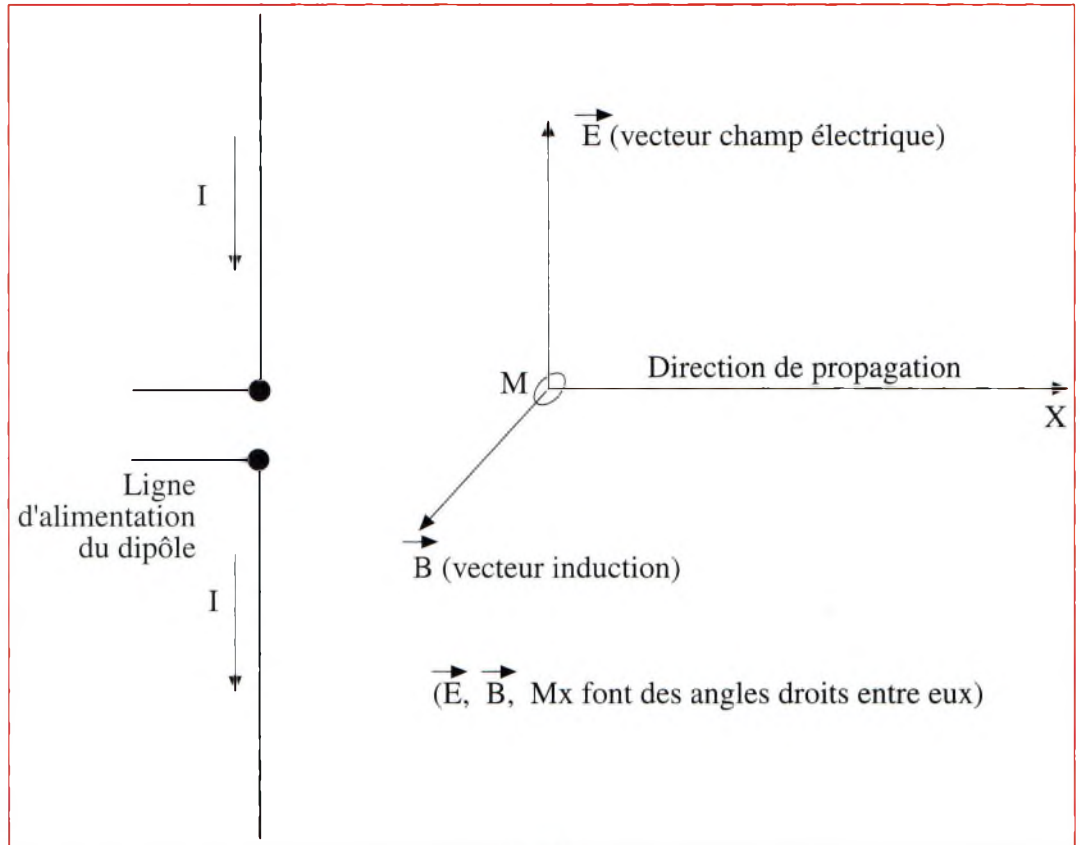 E (vecteur champ électrique)
I
M
Direction de propagation
X
Ligne
d'alimentation
du dipôle
B (vecteur induction)
I
(E, B, Mx font des angles droits entre eux)